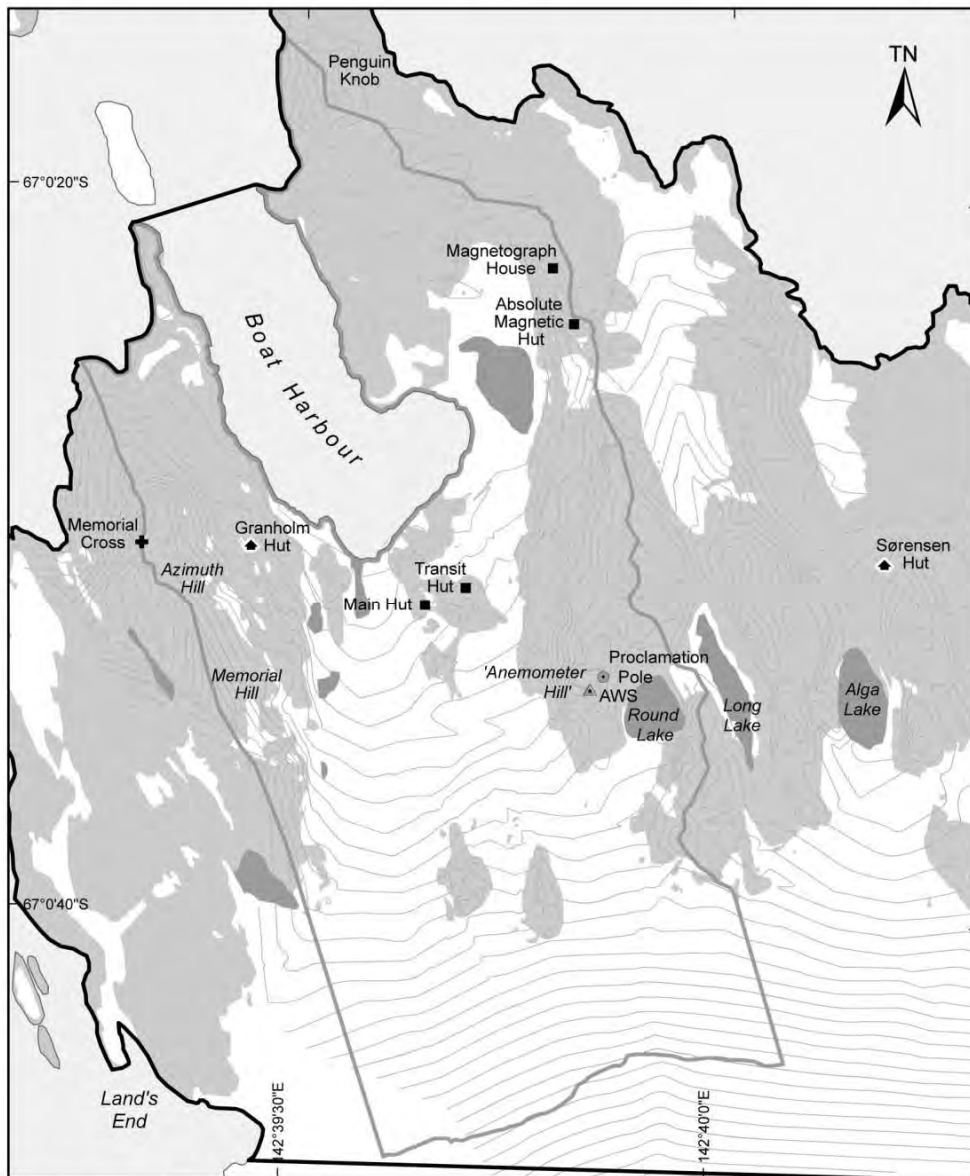 Penguin
Knob
TN
67°0'20"S
Magnetograph
House
Absolute
Magnetic
Hut
Boat Harbour
Memorial
Cross
Granholm
Hut
Azimuth
Hill
Transit
Hut
Main Hut
Sørensen
Hut
Memorial
Hill
'Anemometer
Hill'
Proclamation
Pole
AWS
Round
Lake
Long
Lake
Alga
Lake
67°0'40"S
Land's
End
142°39'30"E
142°40'0"E